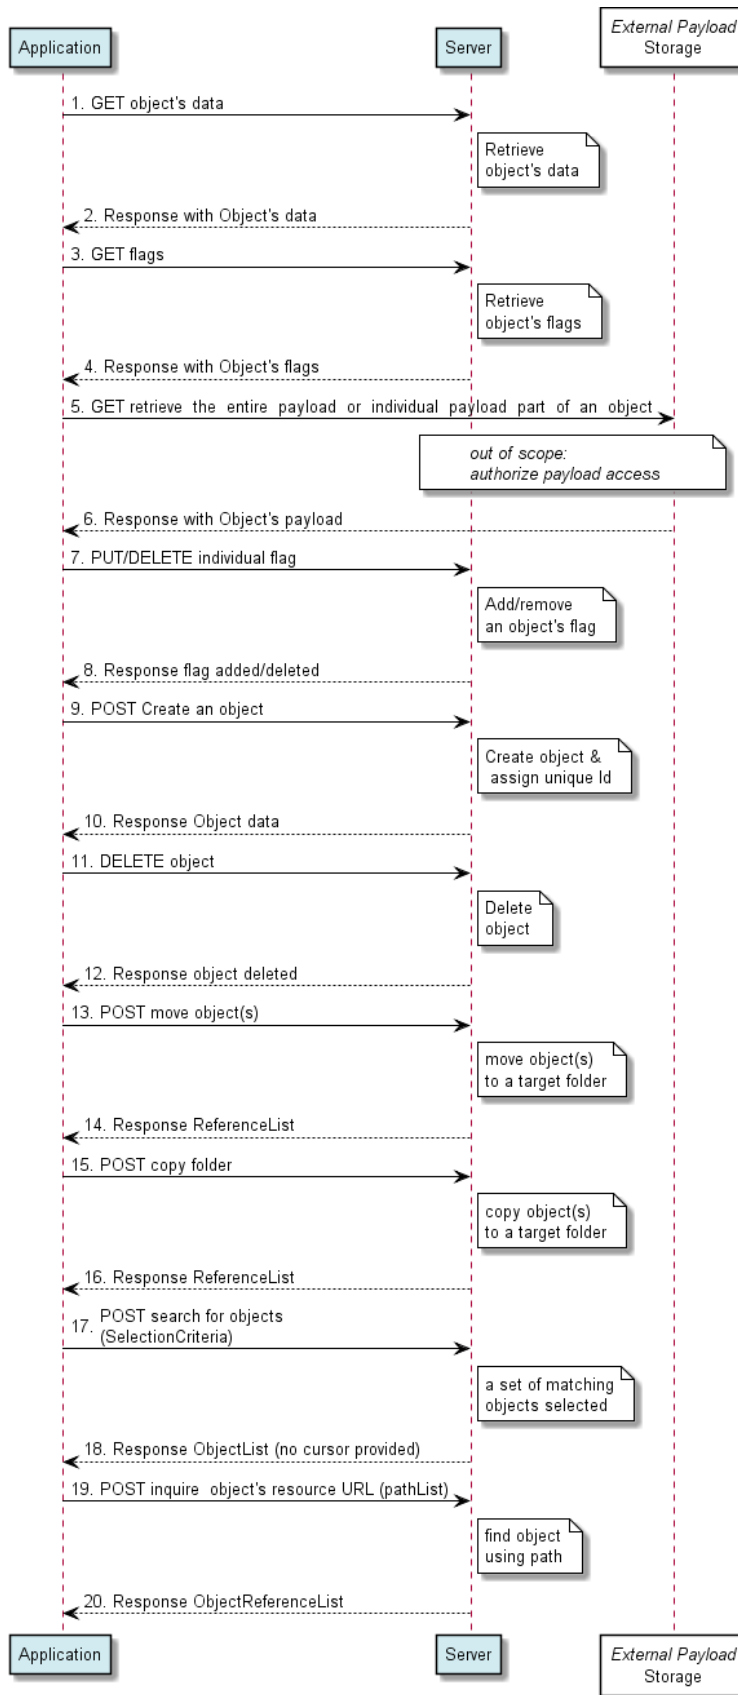 Application
Server
External Payload
Storage
1. GET object's data
Retrieve
object's data
2. Response with Object's data
3. GET flags
Retrieve
object's flags
4. Response with Object's flags
5. GET retrieve the entire payload or individual payload part of an object
out of scope:
authorize payload access
6. Response with Object's payload
7. PUT/DELETE individual flag
Add/remove
an object's flag
8. Response flag added/deleted
9. POST Create an object
Create object &
assign unique Id
10. Response Object data
11. DELETE object
Delete
object
12. Response object deleted
13. POST move object(s)
move object(s)
to a target folder
14. Response ReferenceList
15. POST copy folder
copy object(s)
to a target folder
16. Response ReferenceList
17. POST search for objects
(SelectionCriteria)
a set of matching
objects selected
18. Response ObjectList (no cursor provided)
19. POST inquire object's resource URL (pathList)
find object
using path
20. Response ObjectReferenceList
Application
Server
External Payload
Storage